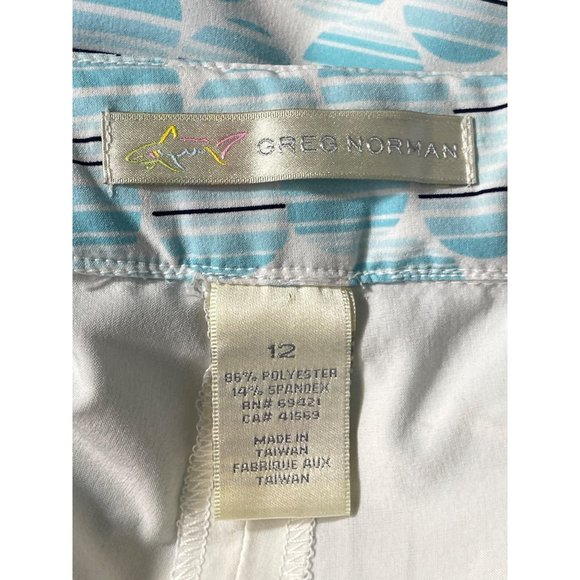 GREG NORMAN
12
86% POLYESTER
14% SPANDEX
RN# 69421
CA# 41569
MADE IN
TAIWAN
FABRIQUE AUX
TAIWAN